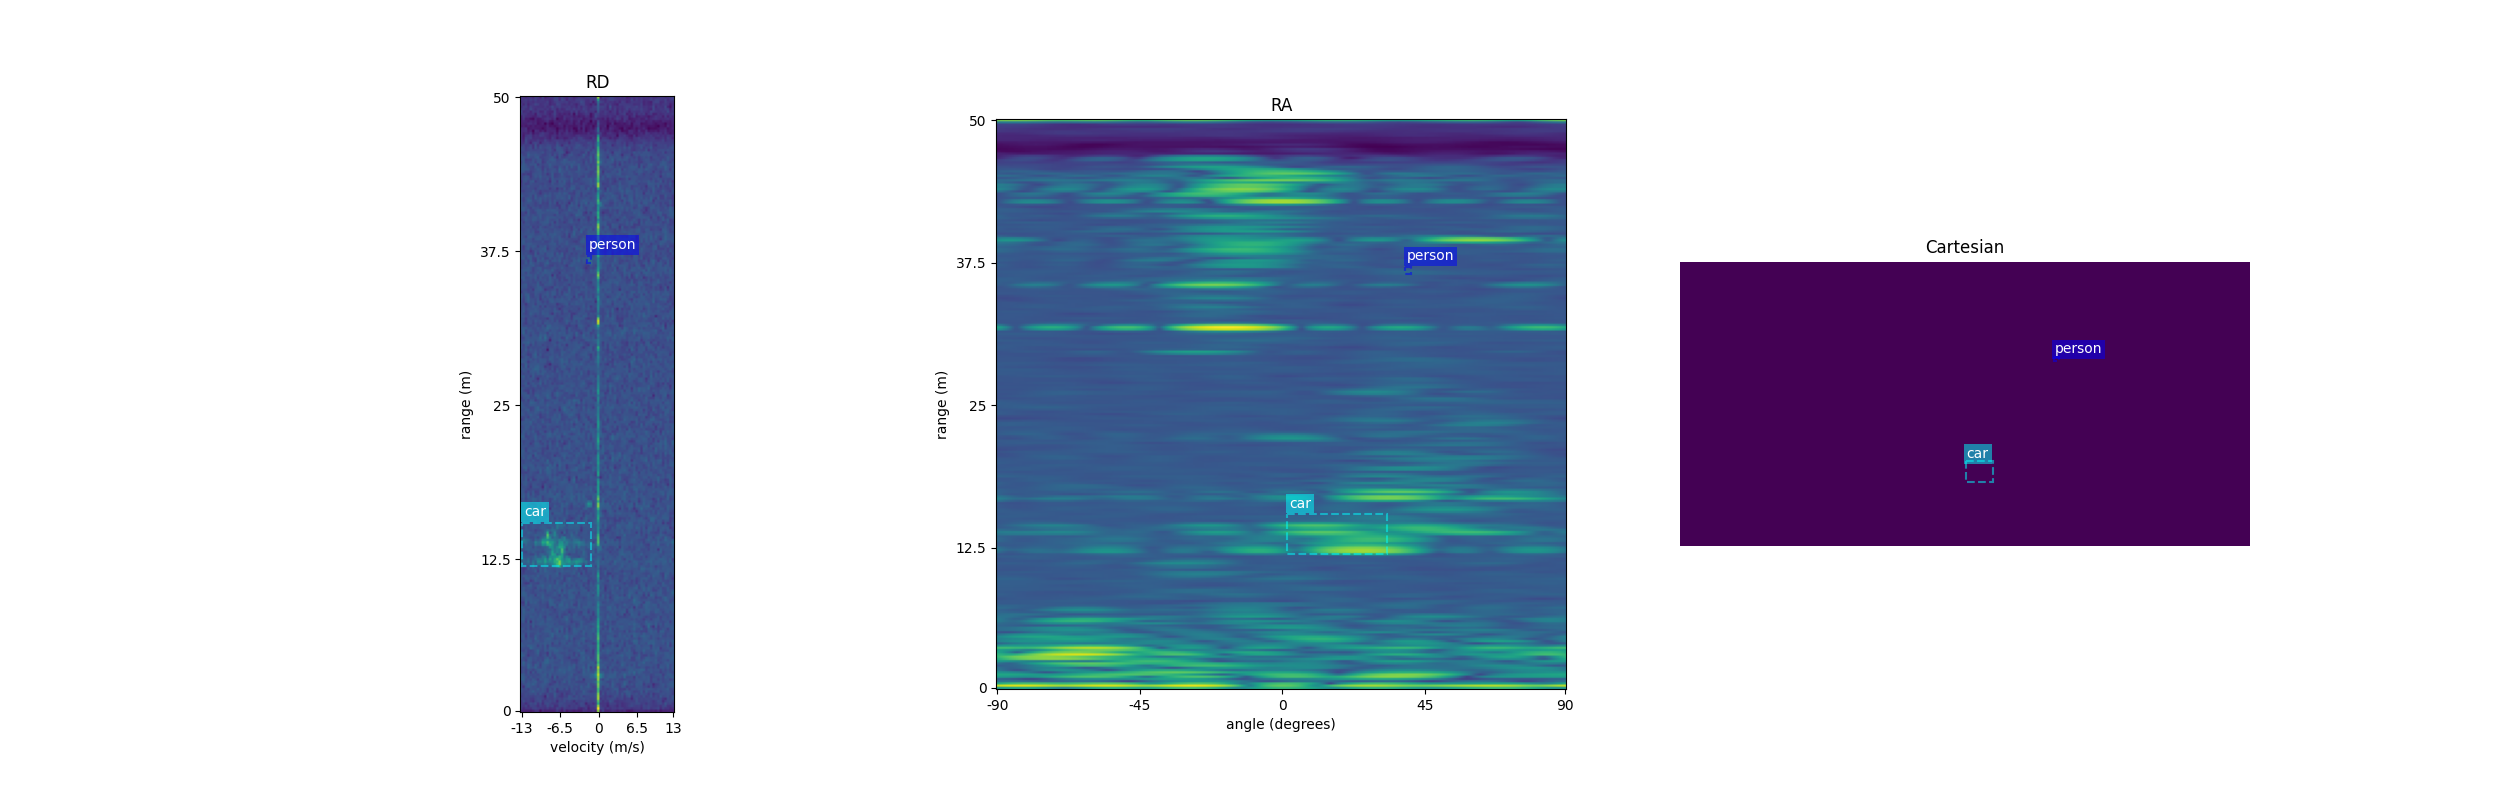 RD
50
37.5
25
12.5
0
range (m)
person
car
-13 -6.5 0 6.5 13
velocity (m/s)
RA
50
37.5
25
12.5
0
range (m)
person
car
-90 -45 0 45 90
angle (degrees)
Cartesian
person
car